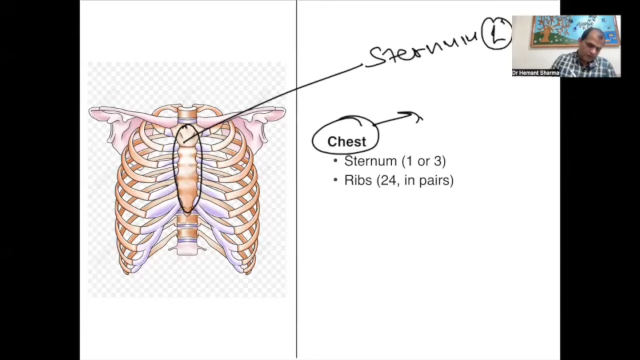 Sternum 1
Dr Hemant Sharma
Chest
• Sternum (1 or 3)
• Ribs (24, in pairs)